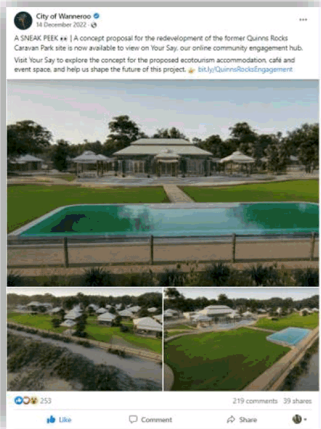 City of Wanneroo
14 December 2022 ·
A SNEAK PEEK 👀 | A concept proposal for the redevelopment of the former Quinns Rocks
Caravan Park site is now available to view on Your Say, our online community engagement hub.
Visit Your Say to explore the concept for the proposed ecotourism accommodation, café and
event space, and help us shape the future of this project. 👉 bit.ly/QuinnsRocksEngagement
253
219 comments 39 shares
Like Comment Share